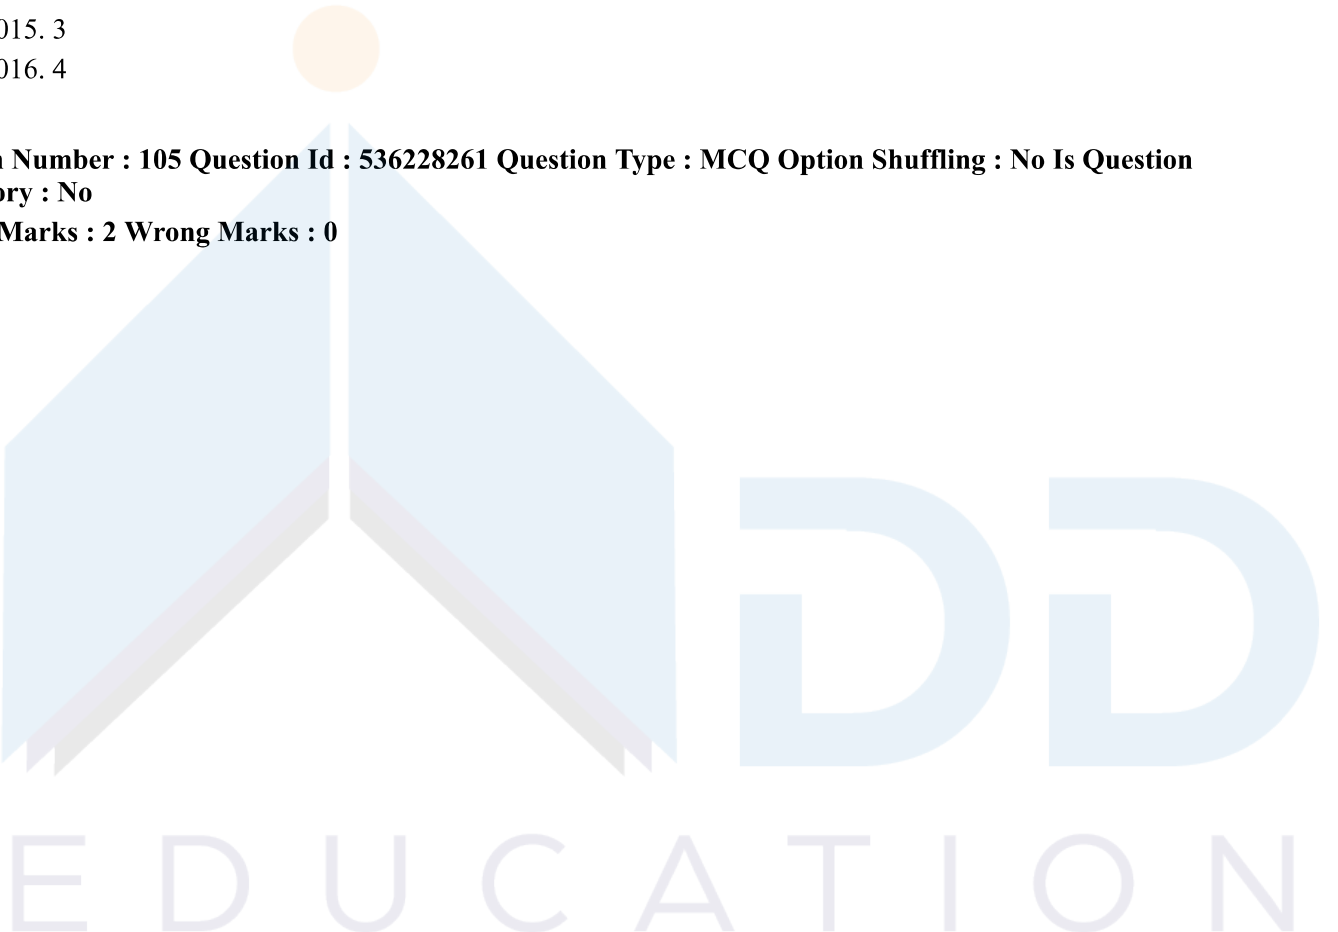 015. 3
016. 4
Number : 105 Question Id : 536228261 Question Type : MCQ Option Shuffling : No Is Question
ory : No
Marks : 2 Wrong Marks : 0
DD
EDUCATION